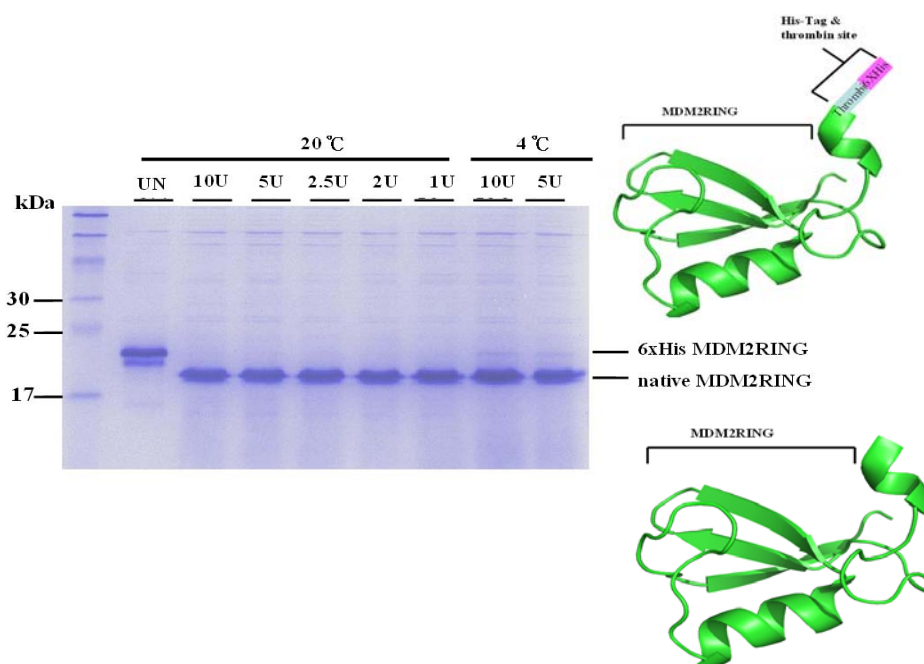 His-Tag &
thrombin site
6XHis
MDM2RING
20℃
4℃
UN
10U
5U
2.5U
2U
1U
10U
5U
kDa
30
25
17
6xHis MDM2RING
native MDM2RING
MDM2RING